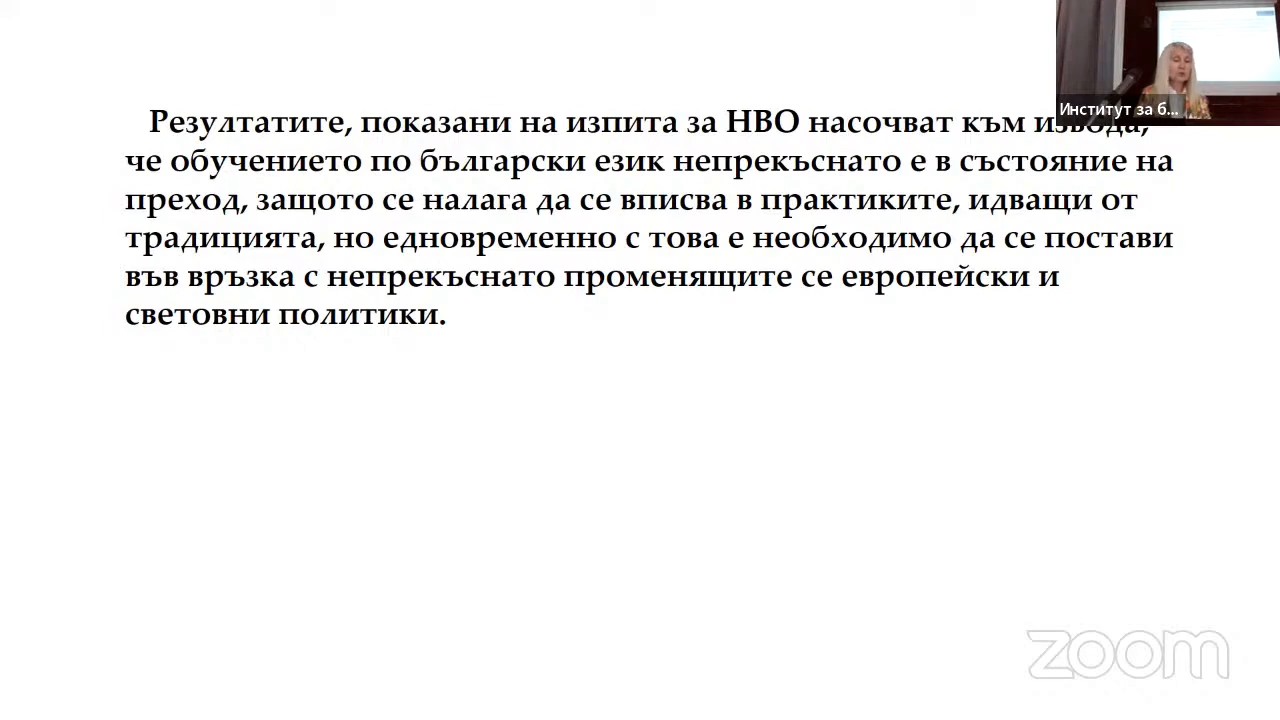 Институт за б...
Резултатите, показани на изпита за НВО насочват към извода,
че обучението по български език непрекъснато е в състояние на
преход, защото се налага да се вписва в практиките, идващи от
традицията, но едновременно с това е необходимо да се постави
във връзка с непрекъснато променящите се европейски и
световни политики.
zoom